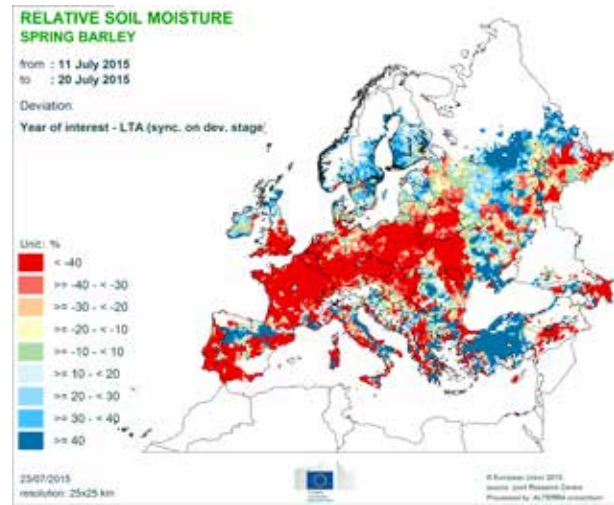 RELATIVE SOIL MOISTURE
SPRING BARLEY
from : 11 July 2015
to : 20 July 2015
Deviation:
Year of interest - LTA (sync. on dev. stage)
Unit: %
< -40
>= -40 - < -30
>= -30 - < -20
>= -20 - < -10
>= -10 - < 10
>= 10 - < 20
>= 20 - < 30
>= 30 - < 40
>= 40
23/07/2015
resolution: 25x25 km
© European Union 2015
source: Joint Research Centre
Processed by: ALTERRA consortium